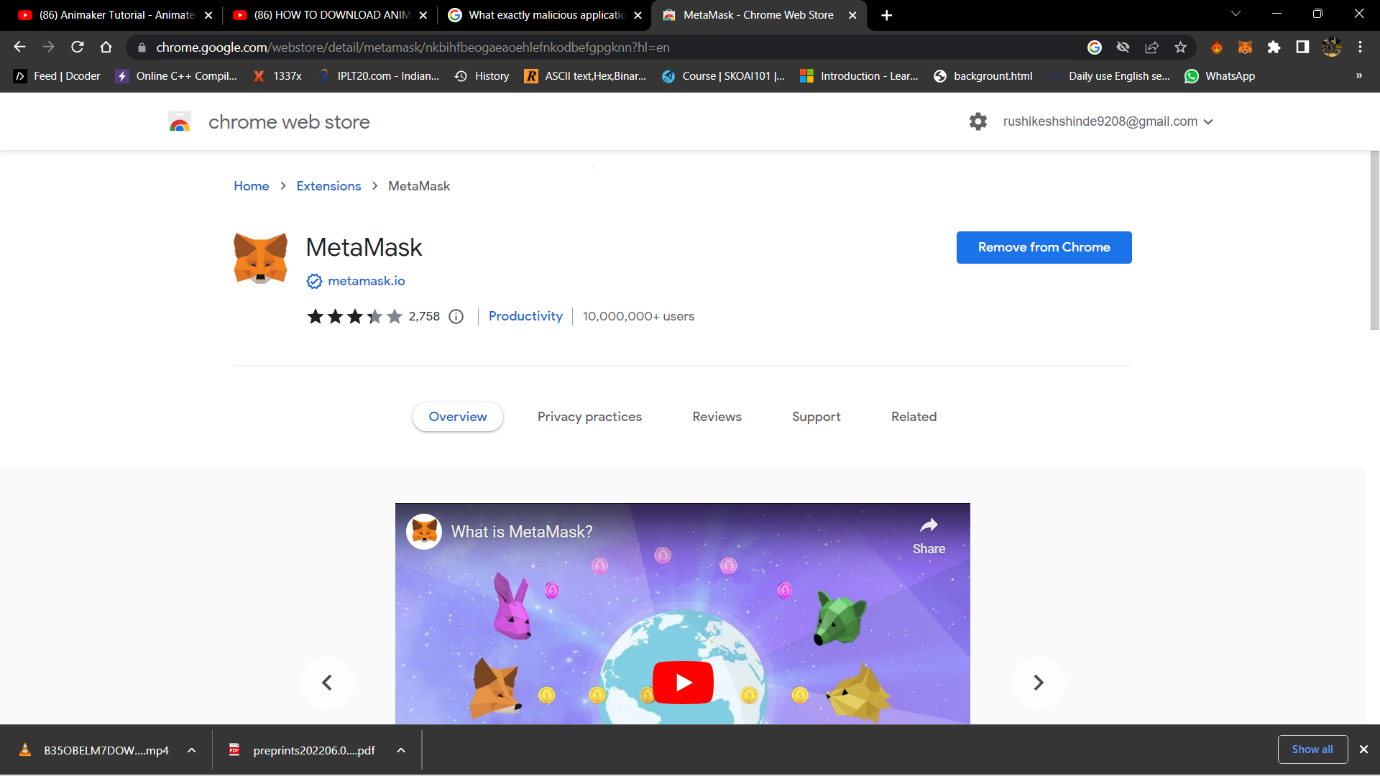 (86) Animaker Tutorial - Animate
(86) HOW TO DOWNLOAD ANIM
What exactly malicious applicatio
MetaMask - Chrome Web Store
chrome.google.com/webstore/detail/metamask/nkbihfbeogaeaoehlefnkodbefgpgknn?hl=en
Feed | Dcoder
Online C++ Compil...
1337x
IPLT20.com - Indian...
History
ASCII text,Hex,Binar...
Course | SKOAI101 |...
Introduction - Lear...
backgrount.html
Daily use English se...
WhatsApp
»
chrome web store
rushikeshshinde9208@gmail.com
Home > Extensions > MetaMask
MetaMask
Remove from Chrome
metamask.io
2,758
Productivity
10,000,000+ users
Overview
Privacy practices
Reviews
Support
Related
What is MetaMask?
Share
B35OBELM7DOW....mp4
preprints202206.0....pdf
Show all